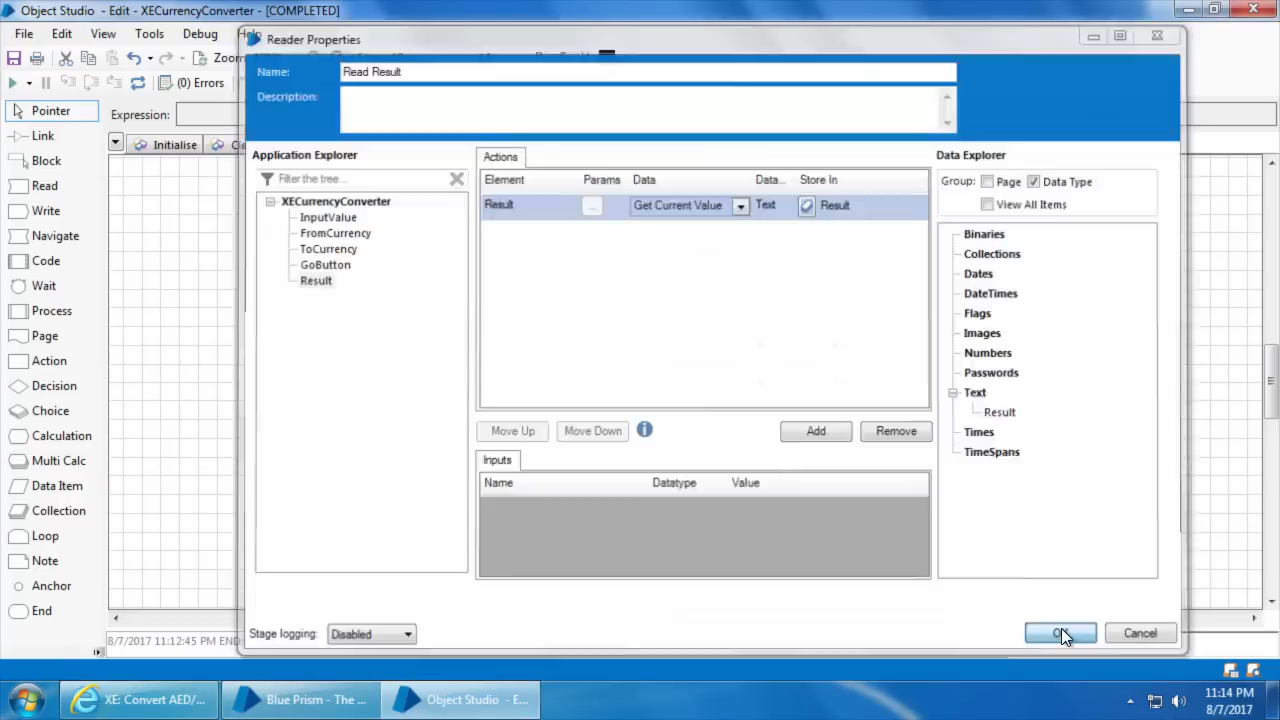 Object Studio - Edit - XECurrencyConverter - [COMPLETED]
File Edit View Tools Debug Help
Reader Properties
Zoom
Name: Read Result
Description:
(0) Errors
Expression:
Initialise
Pointer
Link
Block
Read
Write
Navigate
Code
Wait
Process
Page
Action
Decision
Choice
Calculation
Multi Calc
Data Item
Collection
Loop
Note
Anchor
End
Application Explorer
Filter the tree...
XECurrencyConverter
InputValue
FromCurrency
ToCurrency
GoButton
Result
Actions
Element Params Data Data... Store In
Result ... Get Current Value Text Result
Move Up Move Down Add Remove
Inputs
Name Datatype Value
Data Explorer
Group: Page Data Type
View All Items
Binaries
Collections
Dates
DateTimes
Flags
Images
Numbers
Passwords
Text
Result
Times
TimeSpans
Stage logging: Disabled
Cancel
8/7/2017 11:12:45 PM END
XE: Convert AED/... Blue Prism - The ... Object Studio - E...
11:14 PM
8/7/2017